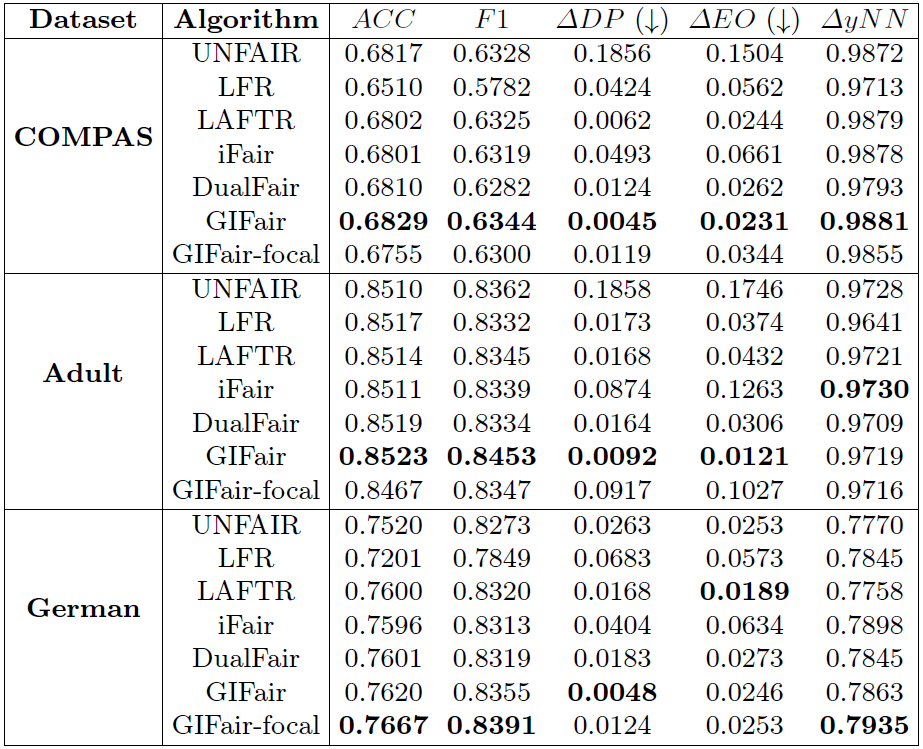 Dataset Algorithm ACC F1 ΔDP (↓) ΔEO (↓) ΔyNN
UNFAIR 0.6817 0.6328 0.1856 0.1504 0.9872
LFR 0.6510 0.5782 0.0424 0.0562 0.9713
LAFTR 0.6802 0.6325 0.0062 0.0244 0.9879
COMPAS
iFair 0.6801 0.6319 0.0493 0.0661 0.9878
DualFair 0.6810 0.6282 0.0124 0.0262 0.9793
GIFair 0.6829 0.6344 0.0045 0.0231 0.9881
GIFair-focal 0.6755 0.6300 0.0119 0.0344 0.9855
UNFAIR 0.8510 0.8362 0.1858 0.1746 0.9728
LFR 0.8517 0.8332 0.0173 0.0374 0.9641
LAFTR 0.8514 0.8345 0.0168 0.0432 0.9721
Adult
iFair 0.8511 0.8339 0.0874 0.1263 0.9730
DualFair 0.8519 0.8334 0.0164 0.0306 0.9709
GIFair 0.8523 0.8453 0.0092 0.0121 0.9719
GIFair-focal 0.8467 0.8347 0.0917 0.1027 0.9716
UNFAIR 0.7520 0.8273 0.0263 0.0253 0.7770
LFR 0.7201 0.7849 0.0683 0.0573 0.7845
LAFTR 0.7600 0.8320 0.0168 0.0189 0.7758
German
iFair 0.7596 0.8313 0.0404 0.0634 0.7898
DualFair 0.7601 0.8319 0.0183 0.0273 0.7845
GIFair 0.7620 0.8355 0.0048 0.0246 0.7863
GIFair-focal 0.7667 0.8391 0.0124 0.0253 0.7935